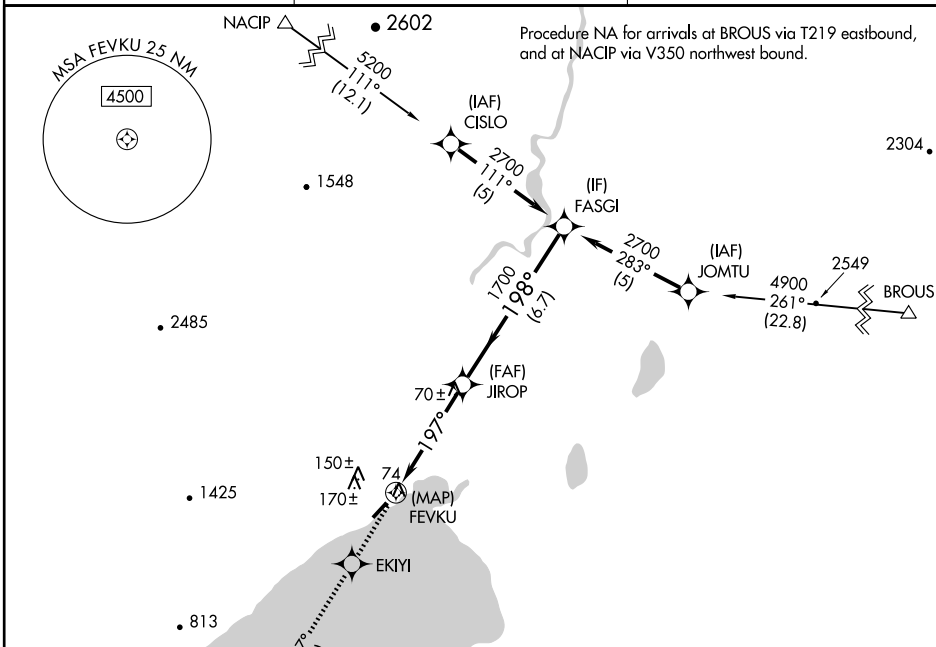 NACIP
2602
Procedure NA for arrivals at BROUS via T219 eastbound,
and at NACIP via V350 northwest bound.
MSA FEVKU 25 NM
4500
5200
111°
(12.1)
(IAF)
CISLO
2304
2700
111°
(5)
1548
(IF)
FASGI
2700
283°
(5)
(IAF)
JOMTU
2549
4900
261°
(22.8)
BROUS
1700
198°
(6.7)
2485
(FAF)
JIROP
70±
197°
150±
74
170±
(MAP)
FEVKU
1425
EKIYI
813
7°